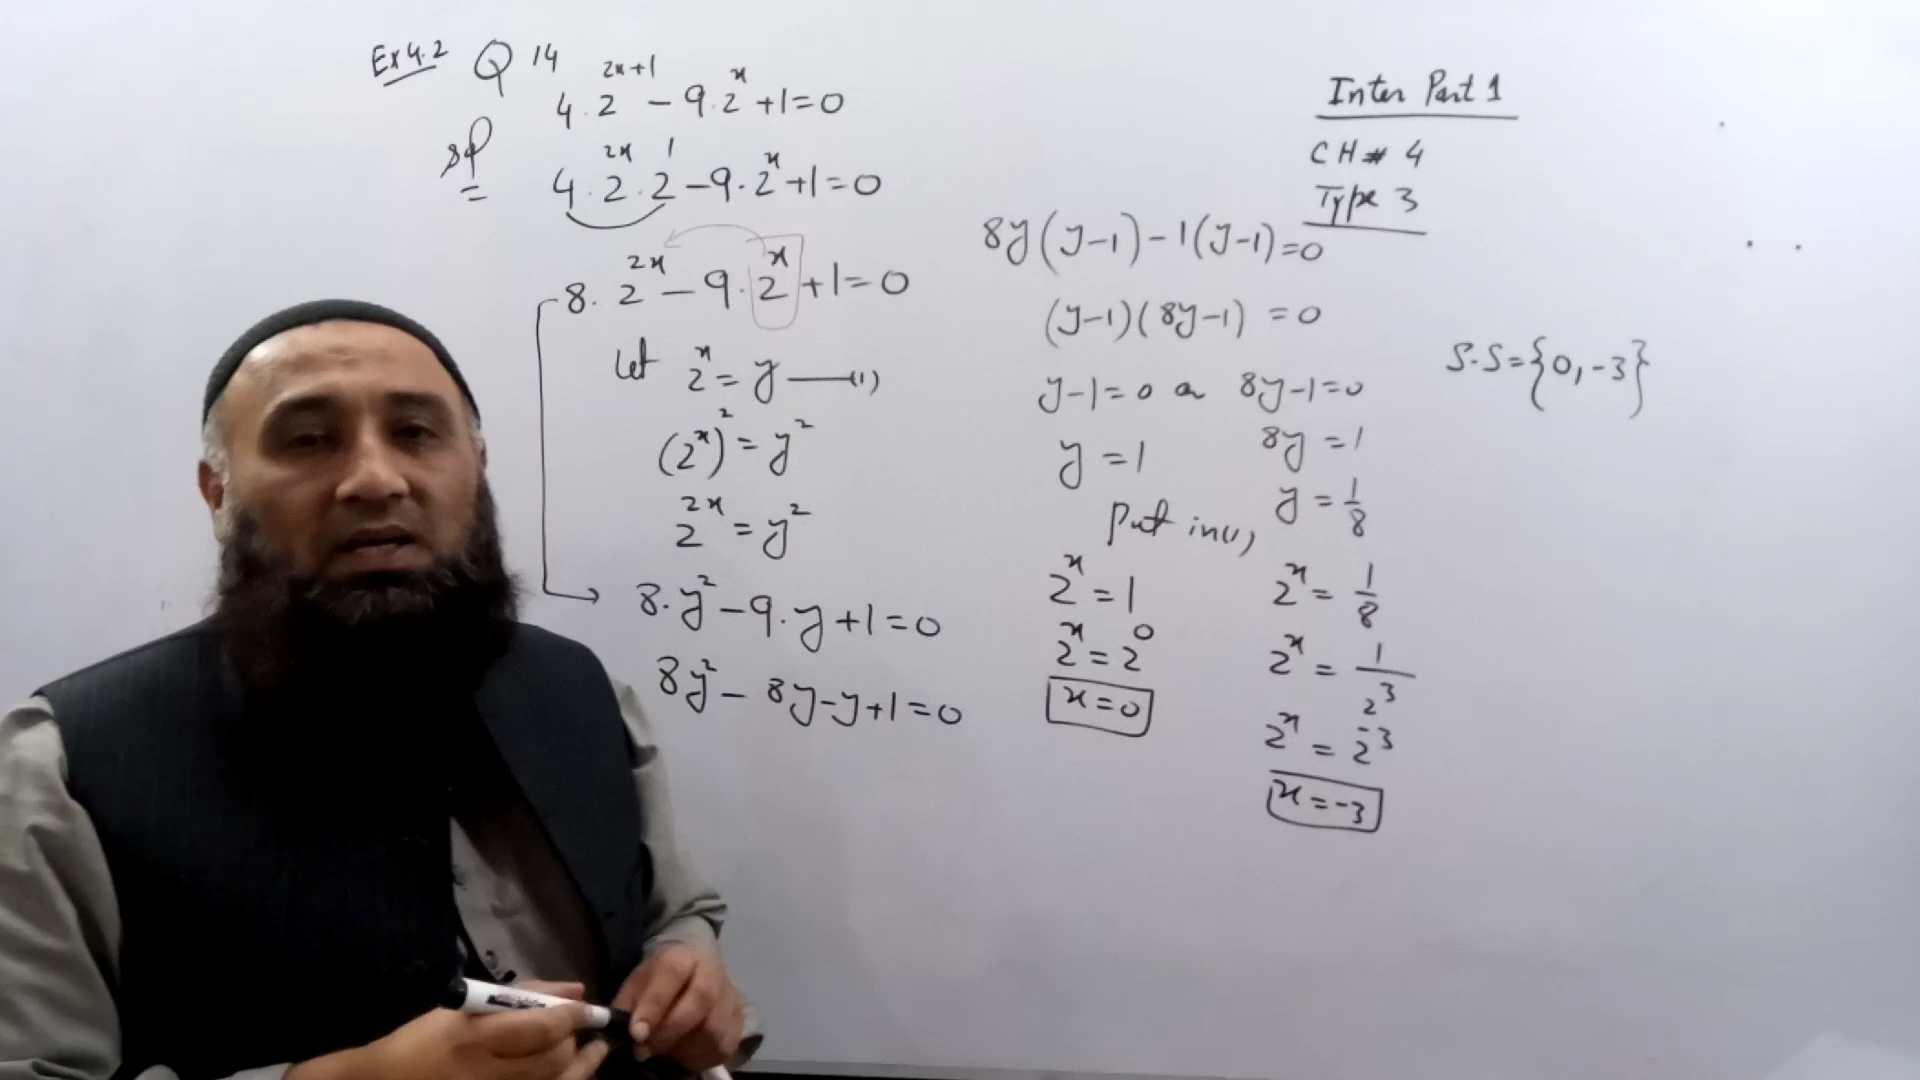 Ex 4.2 Q 14
4.2^{2x+1} - 9.2^x + 1 = 0
4.2^{2x}.2^1 - 9.2^x + 1 = 0
8.2^{2x} - 9.2^x + 1 = 0
Let 2^x = y —(1)
(2^x)^2 = y^2
2^{2x} = y^2
8.y^2 - 9.y + 1 = 0
8y^2 - 8y - y + 1 = 0
Inter Part 1
CH # 4
Type 3
8y(y-1) - 1(y-1) = 0
(y-1)(8y-1) = 0
y-1=0 or 8y-1=0
y = 1 8y = 1
y = 1/8
Put in (1),
2^x = 1 2^x = 1/8
2^x = 2^0 2^x = 1/2^3
x = 0 2^x = 2^{-3}
x = -3
S.S = {0, -3}